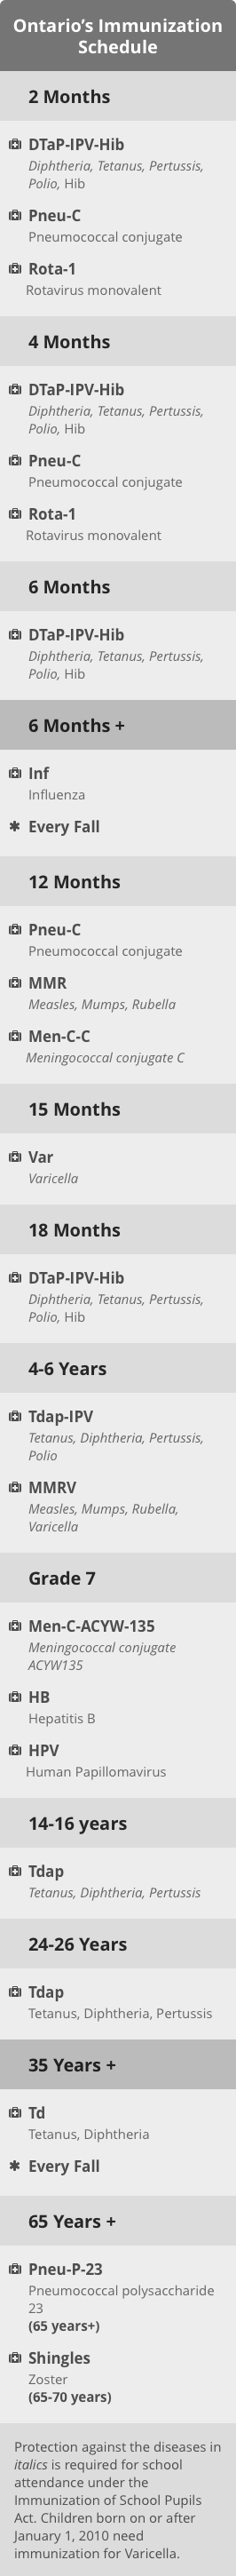 Ontario's Immunization
Schedule
2 Months
DTaP-IPV-Hib
Diphtheria, Tetanus, Pertussis,
Polio, Hib
Pneu-C
Pneumococcal conjugate
Rota-1
Rotavirus monovalent
4 Months
DTaP-IPV-Hib
Diphtheria, Tetanus, Pertussis,
Polio, Hib
Pneu-C
Pneumococcal conjugate
Rota-1
Rotavirus monovalent
6 Months
DTaP-IPV-Hib
Diphtheria, Tetanus, Pertussis,
Polio, Hib
6 Months +
Inf
Influenza
✱ Every Fall
12 Months
Pneu-C
Pneumococcal conjugate
MMR
Measles, Mumps, Rubella
Men-C-C
Meningococcal conjugate C
15 Months
Var
Varicella
18 Months
DTaP-IPV-Hib
Diphtheria, Tetanus, Pertussis,
Polio, Hib
4-6 Years
Tdap-IPV
Tetanus, Diphtheria, Pertussis,
Polio
MMRV
Measles, Mumps, Rubella,
Varicella
Grade 7
Men-C-ACYW-135
Meningococcal conjugate
ACYW135
HB
Hepatitis B
HPV
Human Papillomavirus
14-16 years
Tdap
Tetanus, Diphtheria, Pertussis
24-26 Years
Tdap
Tetanus, Diphtheria, Pertussis
35 Years +
Td
Tetanus, Diphtheria
✱ Every Fall
65 Years +
Pneu-P-23
Pneumococcal polysaccharide
23
(65 years+)
Shingles
Zoster
(65-70 years)
Protection against the diseases in
italics is required for school
attendance under the
Immunization of School Pupils
Act. Children born on or after
January 1, 2010 need
immunization for Varicella.